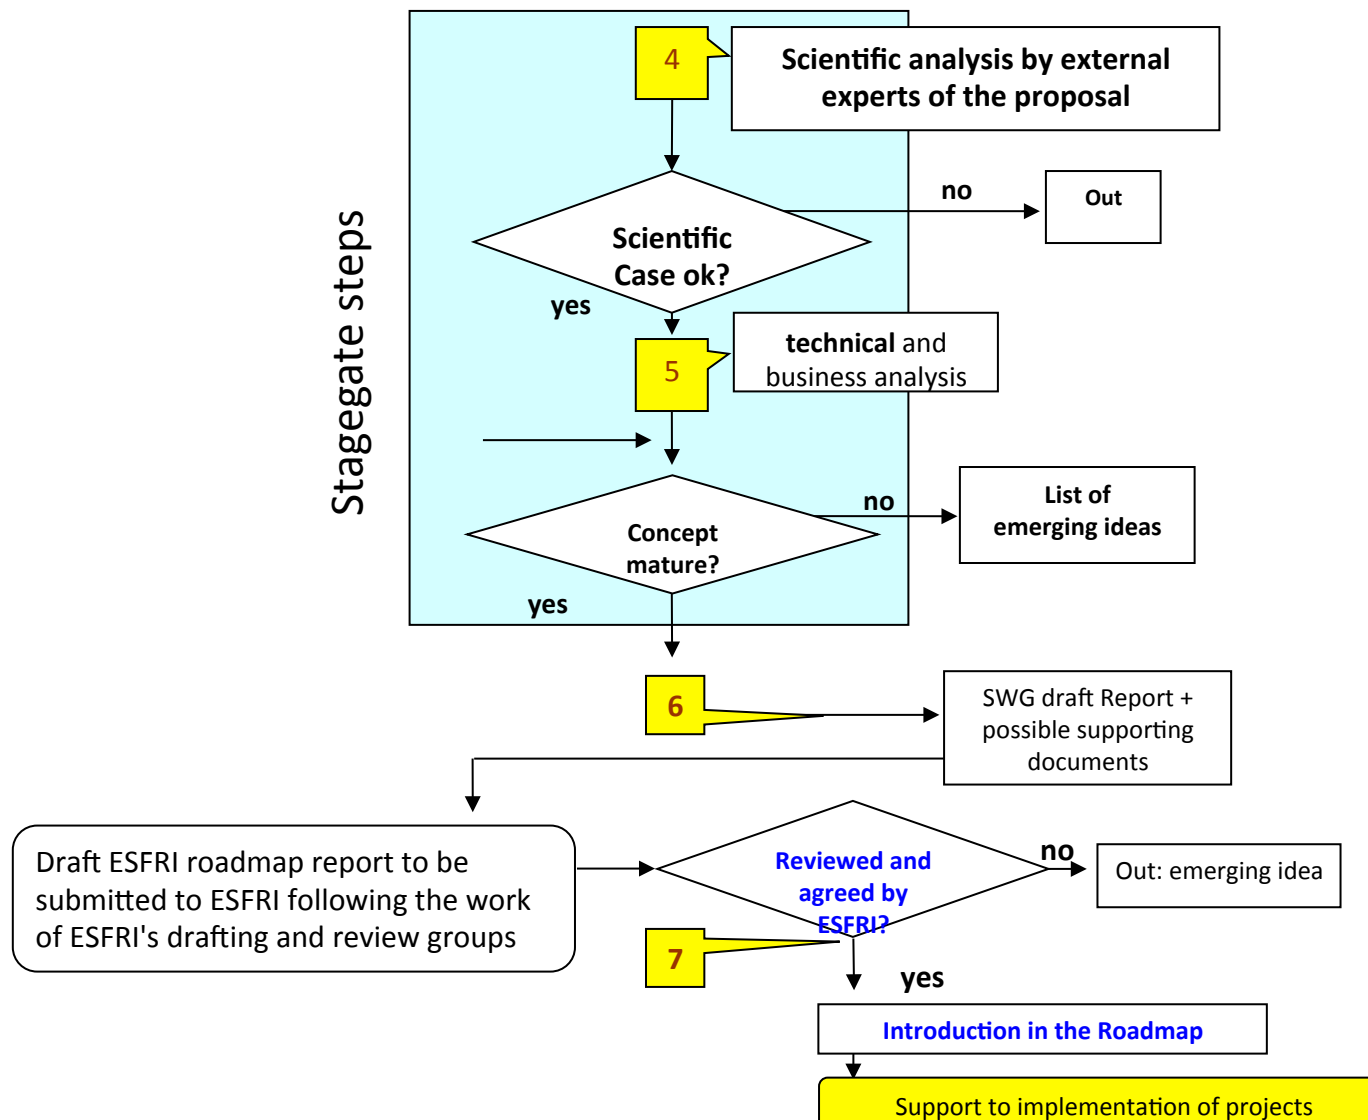 4
Scientific analysis by external
experts of the proposal
no
Out
Stagegate steps
Scientific
Case ok?
yes
5
technical and
business analysis
no
List of
emerging ideas
Concept
mature?
yes
6
SWG draft Report +
possible supporting
documents
Draft ESFRI roadmap report to be
submitted to ESFRI following the work
of ESFRI's drafting and review groups
Reviewed and
agreed by
ESFRI?
no
Out: emerging idea
7
yes
Introduction in the Roadmap
Support to implementation of projects